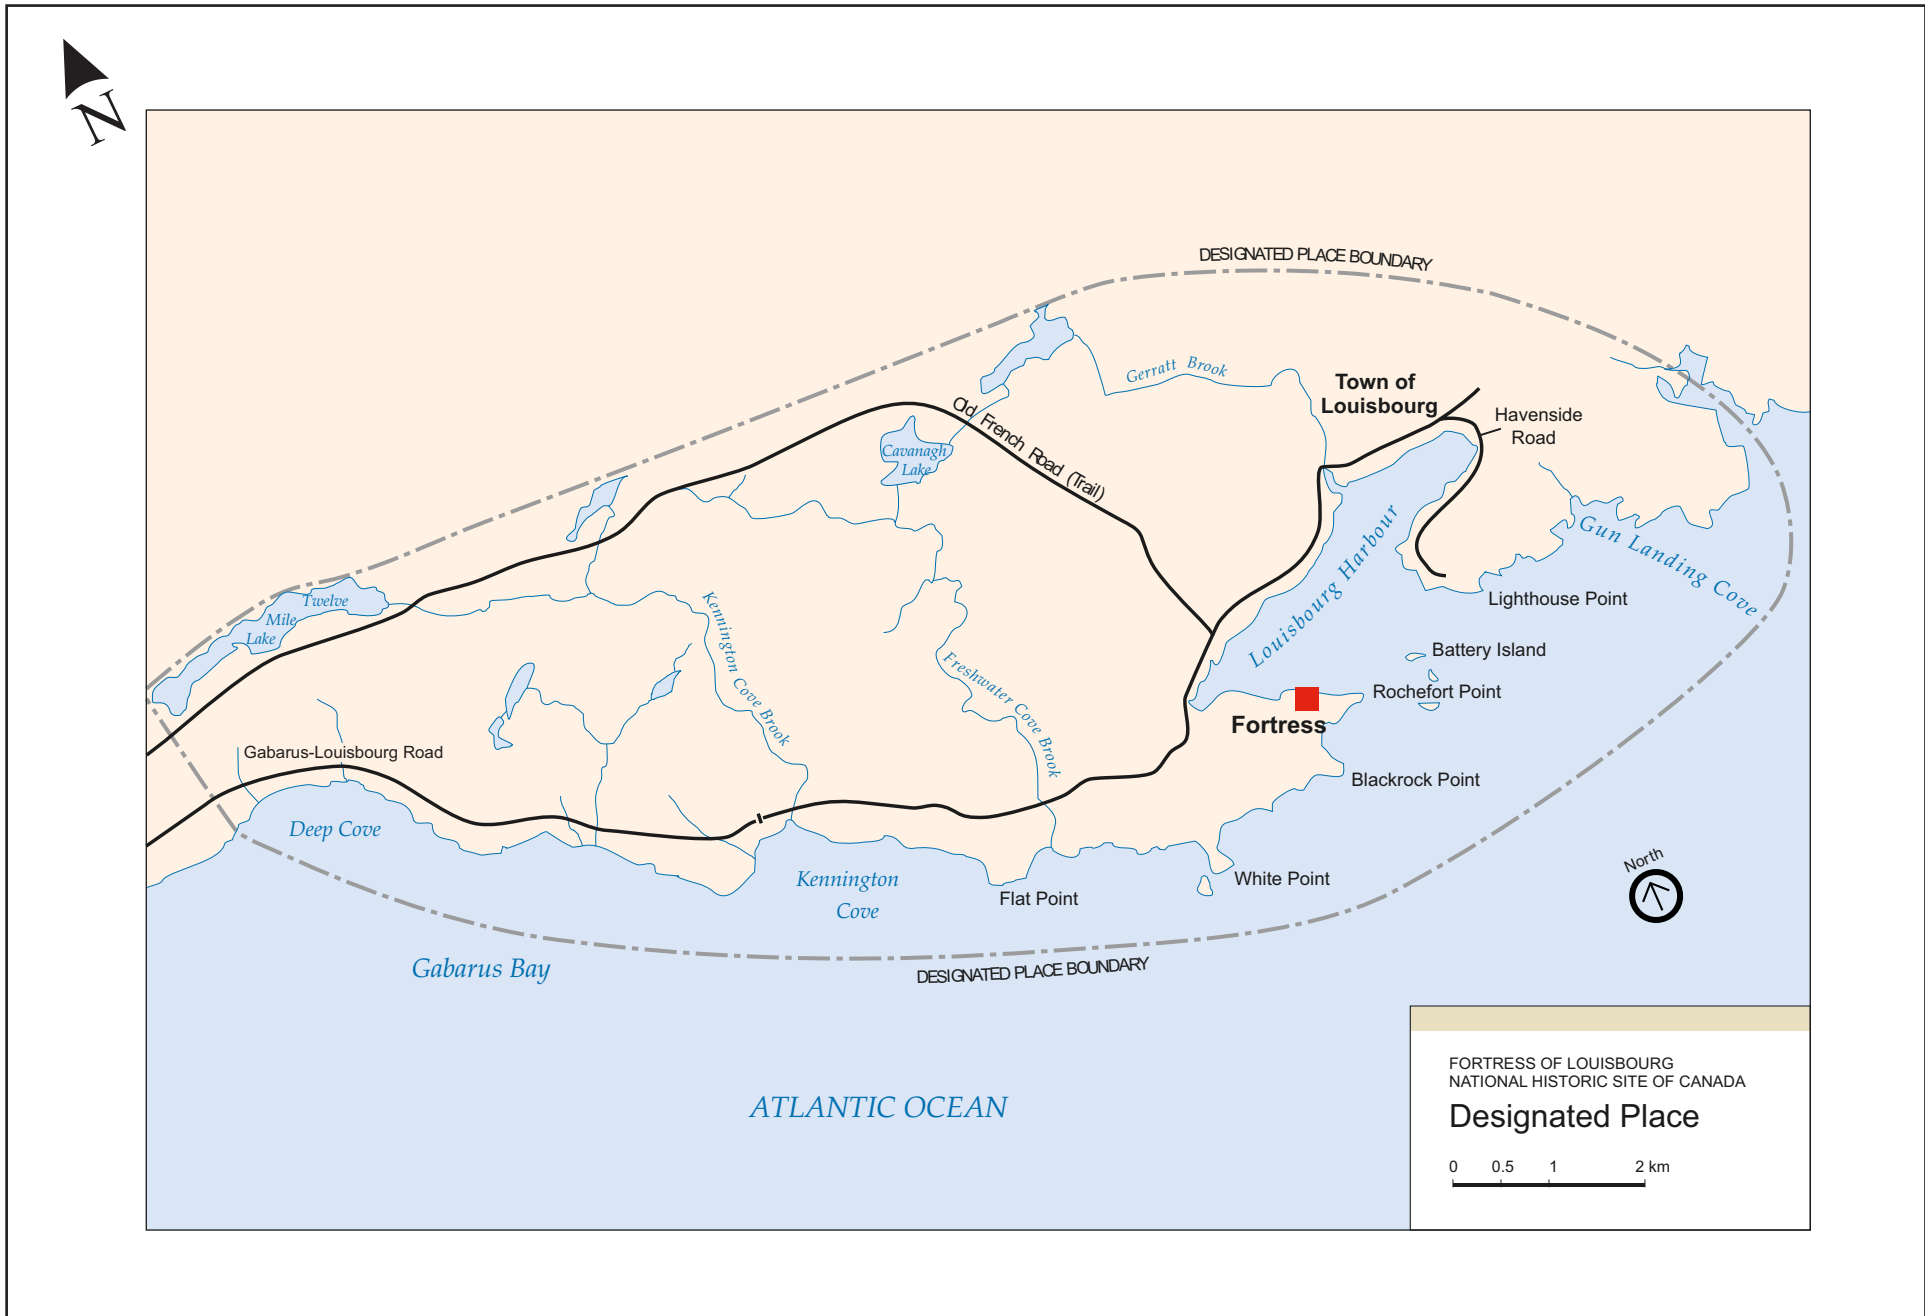 N
DESIGNATED PLACE BOUNDARY
Gerratt Brook
Town of
Louisbourg
Havenside
Road
Old French Road (Trail)
Cavanagh
Lake
Gun Landing Cove
Louisbourg Harbour
Lighthouse Point
Twelve
Mile
Lake
Kennington Cove Brook
Freshwater Cove Brook
Battery Island
Rochefort Point
Fortress
Gabarus-Louisbourg Road
Blackrock Point
Deep Cove
Kennington
Cove
Flat Point
White Point
North
Gabarus Bay
DESIGNATED PLACE BOUNDARY
ATLANTIC OCEAN
FORTRESS OF LOUISBOURG
NATIONAL HISTORIC SITE OF CANADA
Designated Place
0 0.5 1 2 km